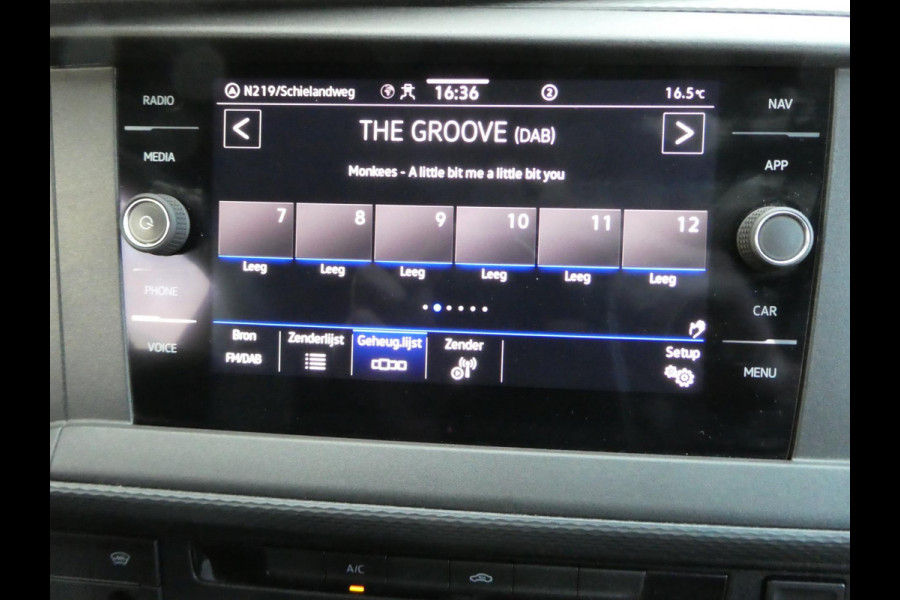 RADIO
MEDIA
PHONE
VOICE
N219/Schielandweg 16:36 2 16.5°C
< THE GROOVE (DAB) >
Monkees - A little bit me a little bit you
7 8 9 10 11 12
Leeg Leeg Leeg Leeg Leeg Leeg
Bron Zenderlijst Geheug.lijst Zender Setup
FM/DAB
NAV
APP
CAR
MENU
A/C